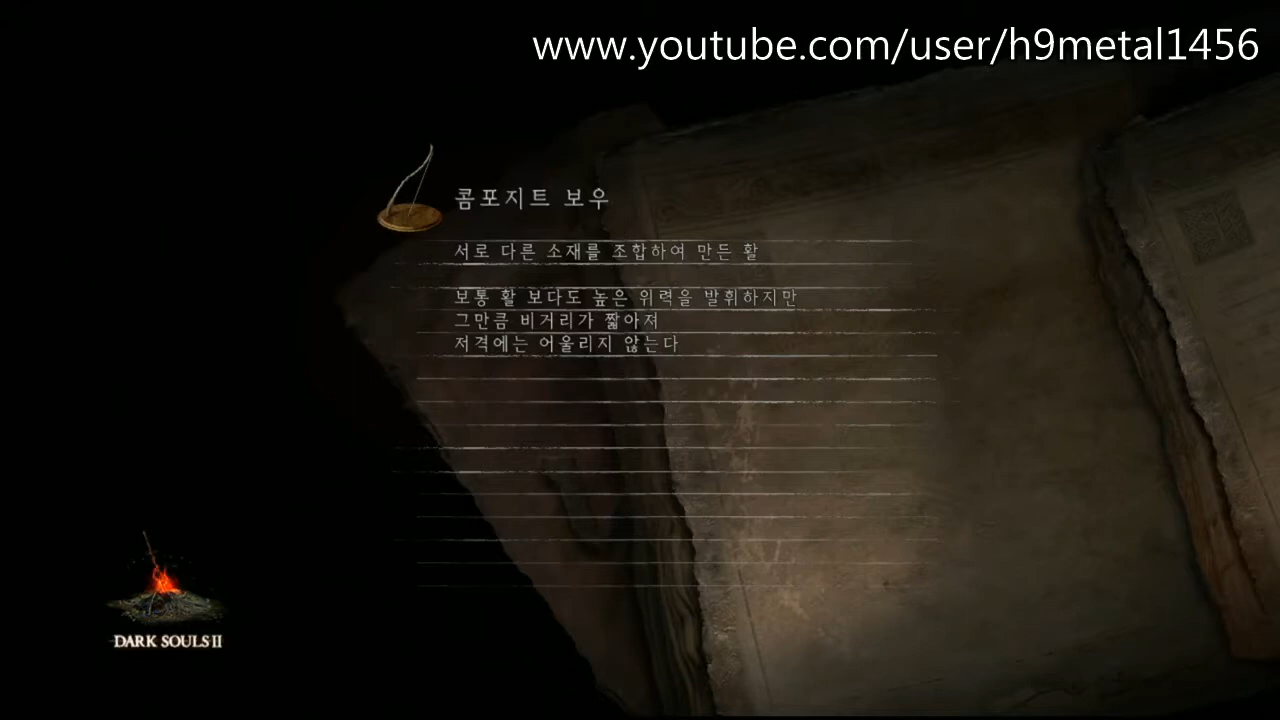 www.youtube.com/user/h9metal1456
콤포지트 보우
서로 다른 소재를 조합하여 만든 활
보통 활 보다도 높은 위력을 발휘하지만
그만큼 비거리가 짧아져
저격에는 어울리지 않는다
DARK SOULS II